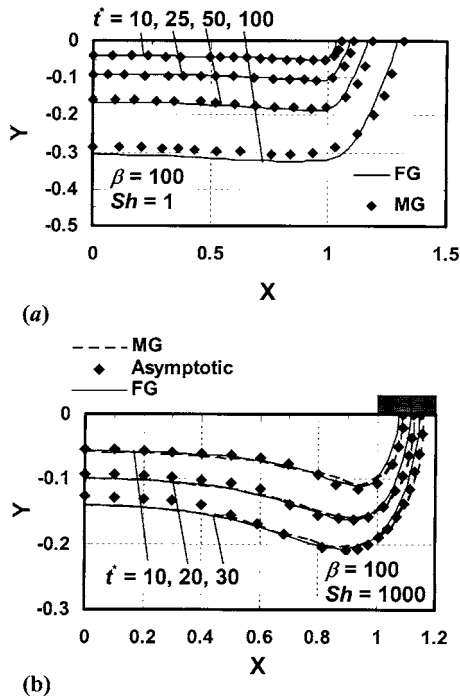 t* = 10, 25, 50, 100
0
-0.1
-0.2
-0.3
-0.4
-0.5
Y
β = 100
Sh = 1
FG
MG
0
0.5
1
1.5
X
(a)
MG
Asymptotic
FG
0
-0.1
-0.2
-0.3
Y
t* = 10, 20, 30
β = 100
Sh = 1000
0
0.2
0.4
0.6
0.8
1
1.2
X
(b)